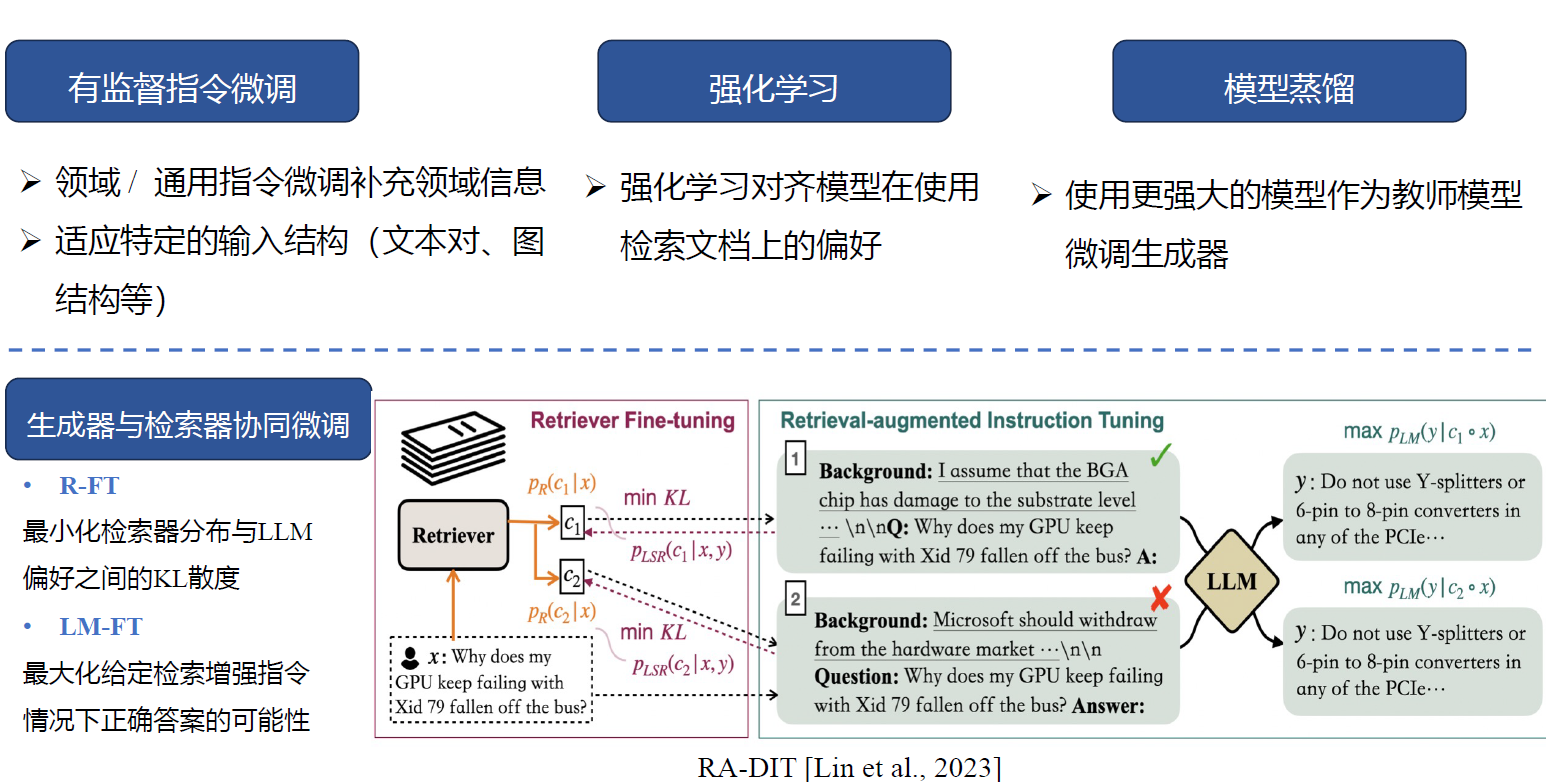 有监督指令微调
强化学习
模型蒸馏
➢ 领域 / 通用指令微调补充领域信息
➢ 适应特定的输入结构（文本对、图
结构等）
➢ 强化学习对齐模型在使用
检索文档上的偏好
➢ 使用更强大的模型作为教师模型
微调生成器
生成器与检索器协同微调
• R-FT
最小化检索器分布与LLM
偏好之间的KL散度
• LM-FT
最大化给定检索增强指令
情况下正确答案的可能性
Retriever Fine-tuning
p_R(c_1|x)
min KL
Retriever
c_1
p_LSR(c_1|x,y)
c_2
p_R(c_2|x)
min KL
p_LSR(c_2|x,y)
x: Why does my
GPU keep failing with
Xid 79 fallen off the bus?
Retrieval-augmented Instruction Tuning
1
Background: I assume that the BGA
chip has damage to the substrate level
⋯ \n\nQ: Why does my GPU keep
failing with Xid 79 fallen off the bus? A:
2
Background: Microsoft should withdraw
from the hardware market ⋯\n\n
Question: Why does my GPU keep failing
with Xid 79 fallen off the bus? Answer:
LLM
max p_LM(y|c_1∘x)
y: Do not use Y-splitters or
6-pin to 8-pin converters in
any of the PCIe⋯
max p_LM(y|c_2∘x)
y: Do not use Y-splitters or
6-pin to 8-pin converters in
any of the PCIe⋯
RA-DIT [Lin et al., 2023]